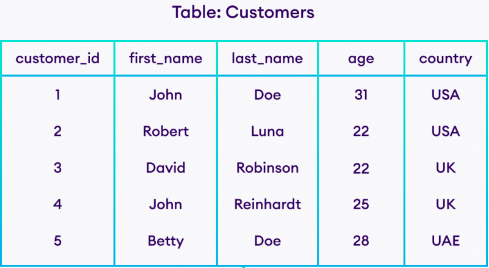 Table: Customers
customer_id first_name last_name age country
1 John Doe 31 USA
2 Robert Luna 22 USA
3 David Robinson 22 UK
4 John Reinhardt 25 UK
5 Betty Doe 28 UAE